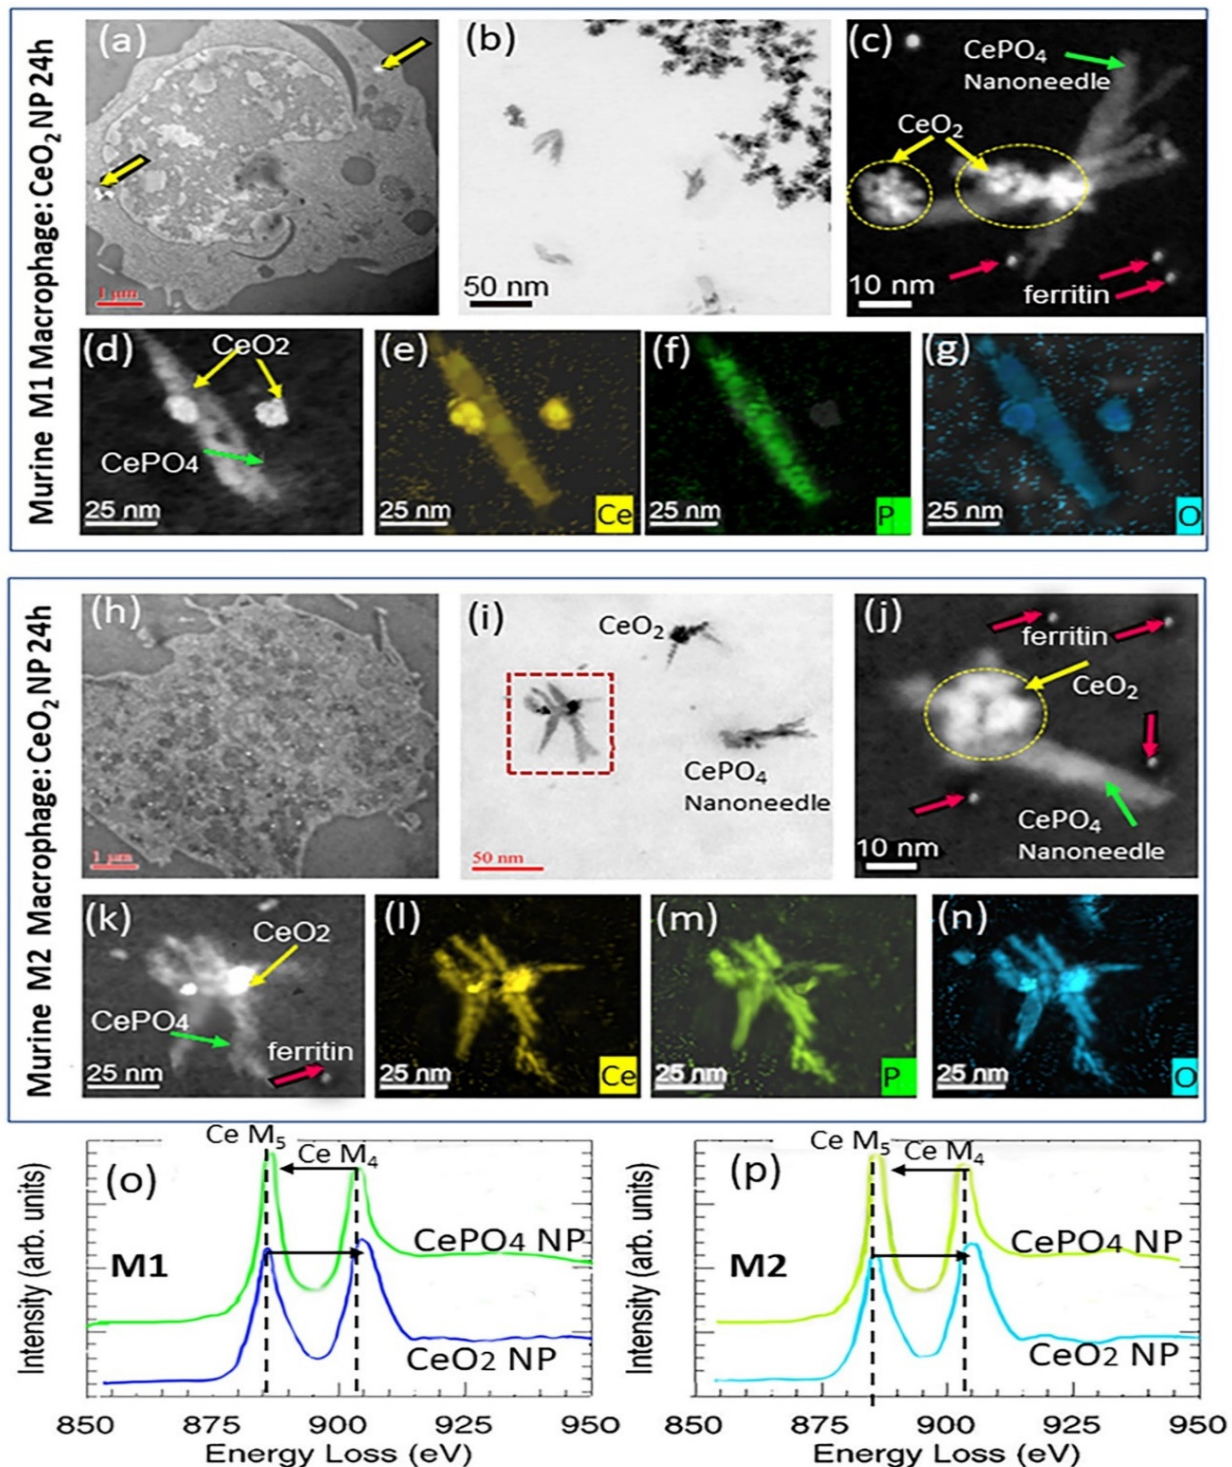 Murine M1 Macrophage: CeO₂ NP 24h
(a)
1 μm
(b)
50 nm
(c)
CePO₄
Nanoneedle
CeO₂
ferritin
10 nm
(d)
CeO2
CePO4
25 nm
(e)
25 nm
Ce
(f)
25 nm
P
(g)
25 nm
O
Murine M2 Macrophage: CeO₂ NP 24h
(h)
1 μm
(i)
CeO₂
CePO₄
Nanoneedle
50 nm
(j)
ferritin
CeO₂
CePO₄
Nanoneedle
10 nm
(k)
CeO2
CePO4
ferritin
25 nm
(l)
25 nm
Ce
(m)
25 nm
P
(n)
25 nm
O
Ce M₅
Ce M₄
(o)
CePO4 NP
M1
CeO2 NP
Intensity (arb. units)
850 875 900 925 950
Energy Loss (eV)
Ce M₅
Ce M₄
(p)
CePO4 NP
M2
CeO2 NP
Intensity (arb. units)
850 875 900 925 950
Energy Loss (eV)